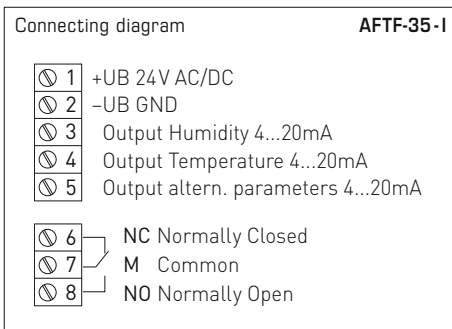 Connecting diagram AFTF-35-I
1 +UB 24V AC/DC
2 –UB GND
3 Output Humidity 4...20mA
4 Output Temperature 4...20mA
5 Output altern. parameters 4...20mA
6 NC Normally Closed
7 M Common
8 NO Normally Open